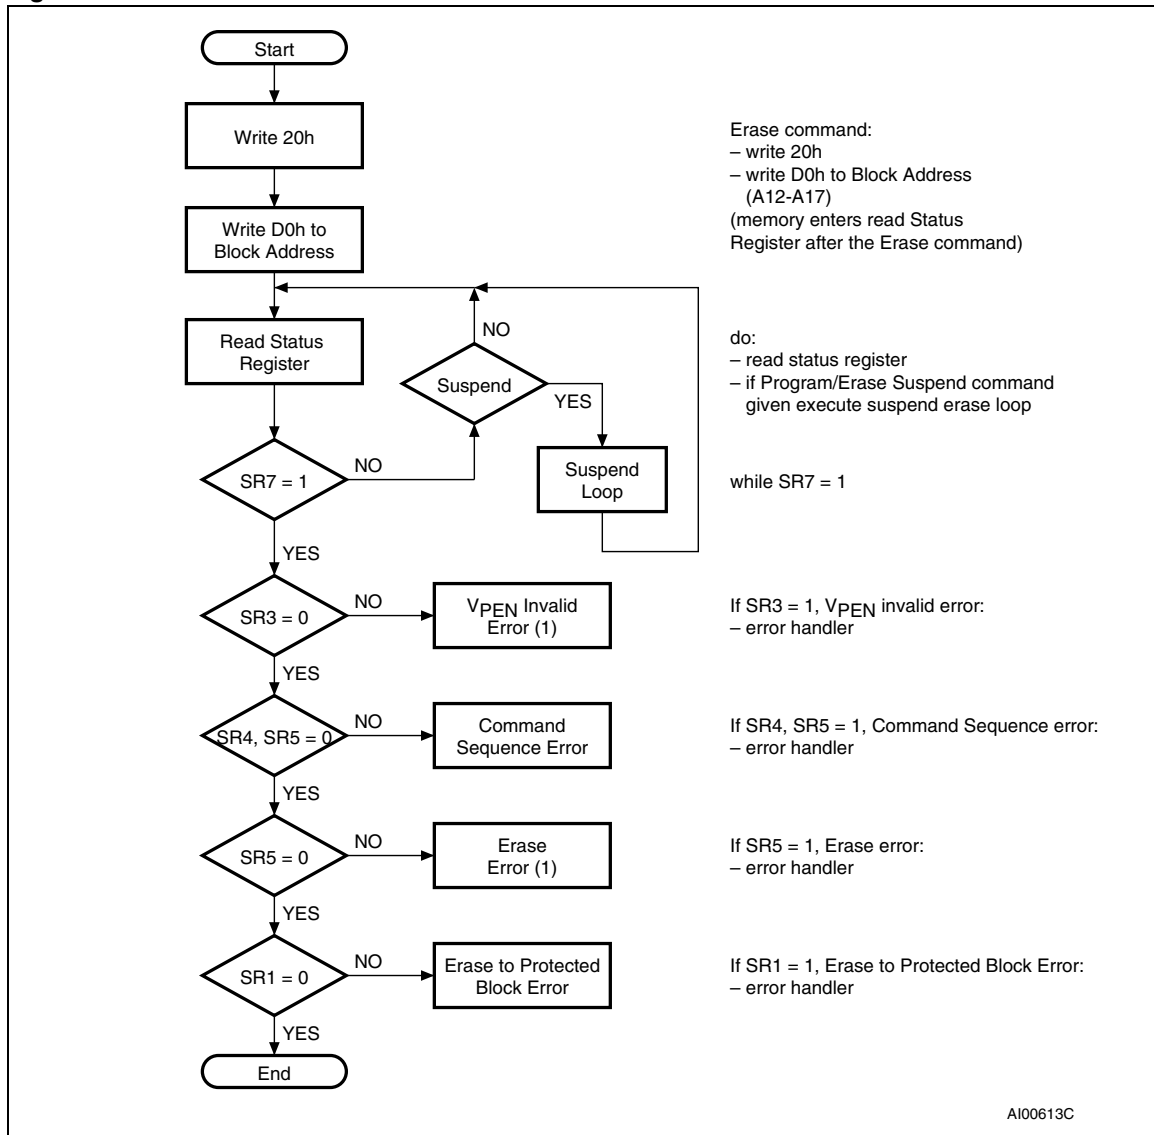 Start
Write 20h
Erase command:
– write 20h
– write D0h to Block Address
(A12-A17)
(memory enters read Status
Register after the Erase command)
Write D0h to
Block Address
Read Status
Register
NO
Suspend
YES
do:
– read status register
– if Program/Erase Suspend command
given execute suspend erase loop
SR7 = 1
NO
Suspend
Loop
while SR7 = 1
YES
SR3 = 0
NO
VPEN Invalid
Error (1)
If SR3 = 1, VPEN invalid error:
– error handler
YES
SR4, SR5 = 0
NO
Command
Sequence Error
If SR4, SR5 = 1, Command Sequence error:
– error handler
YES
SR5 = 0
NO
Erase
Error (1)
If SR5 = 1, Erase error:
– error handler
YES
SR1 = 0
NO
Erase to Protected
Block Error
If SR1 = 1, Erase to Protected Block Error:
– error handler
YES
End
AI00613C